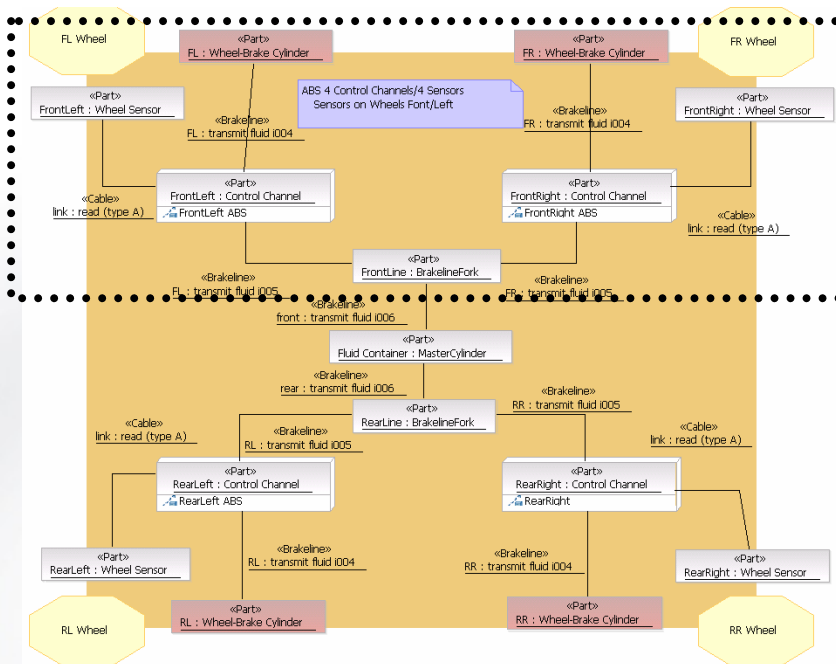 FL Wheel
«Part»
FL : Wheel-Brake Cylinder
«Part»
FR : Wheel-Brake Cylinder
FR Wheel
«Part»
FrontLeft : Wheel Sensor
ABS 4 Control Channels/4 Sensors
Sensors on Wheels Font/Left
«Part»
FrontRight : Wheel Sensor
«Brakeline»
FL : transmit fluid i004
«Brakeline»
FR : transmit fluid i004
«Cable»
link : read (type A)
«Part»
FrontLeft : Control Channel
FrontLeft ABS
«Part»
FrontRight : Control Channel
FrontRight ABS
«Cable»
link : read (type A)
«Part»
FrontLine : BrakelineFork
«Brakeline»
FL : transmit fluid i005
«Brakeline»
FR : transmit fluid i005
«Brakeline»
front : transmit fluid i006
«Part»
Fluid Container : MasterCylinder
«Brakeline»
rear : transmit fluid i006
«Part»
RearLine : BrakelineFork
«Brakeline»
RR : transmit fluid i005
«Cable»
link : read (type A)
«Brakeline»
RL : transmit fluid i005
«Cable»
link : read (type A)
«Part»
RearLeft : Control Channel
RearLeft ABS
«Part»
RearRight : Control Channel
RearRight
«Part»
RearLeft : Wheel Sensor
«Brakeline»
RL : transmit fluid i004
«Brakeline»
RR : transmit fluid i004
«Part»
RearRight : Wheel Sensor
RL Wheel
«Part»
RL : Wheel-Brake Cylinder
«Part»
RR : Wheel-Brake Cylinder
RR Wheel